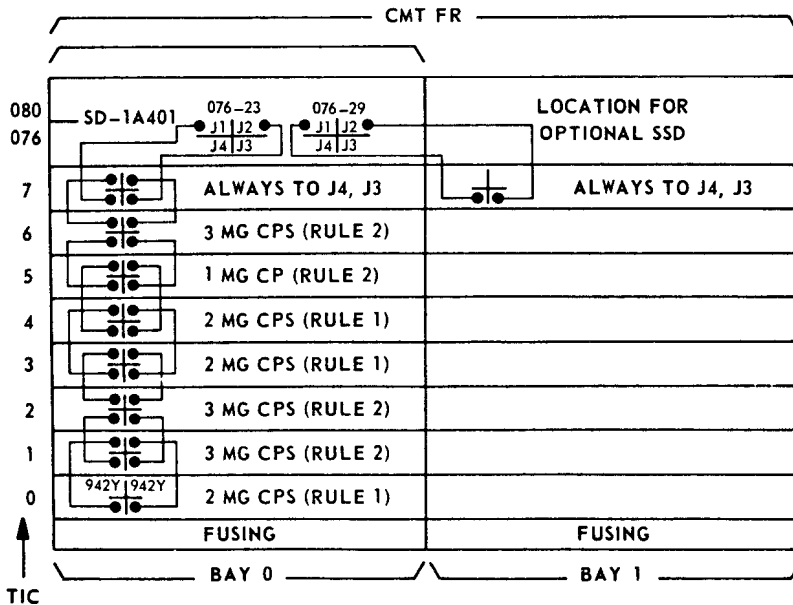 CMT FR
080
076
SD-1A401
076-23
J1 J2
J4 J3
076-29
J1 J2
J4 J3
LOCATION FOR
OPTIONAL SSD
7
ALWAYS TO J4, J3
ALWAYS TO J4, J3
6
3 MG CPS (RULE 2)
5
1 MG CP (RULE 2)
4
2 MG CPS (RULE 1)
3
2 MG CPS (RULE 1)
2
3 MG CPS (RULE 2)
1
3 MG CPS (RULE 2)
0
942Y 942Y
2 MG CPS (RULE 1)
FUSING
FUSING
TIC
BAY 0
BAY 1